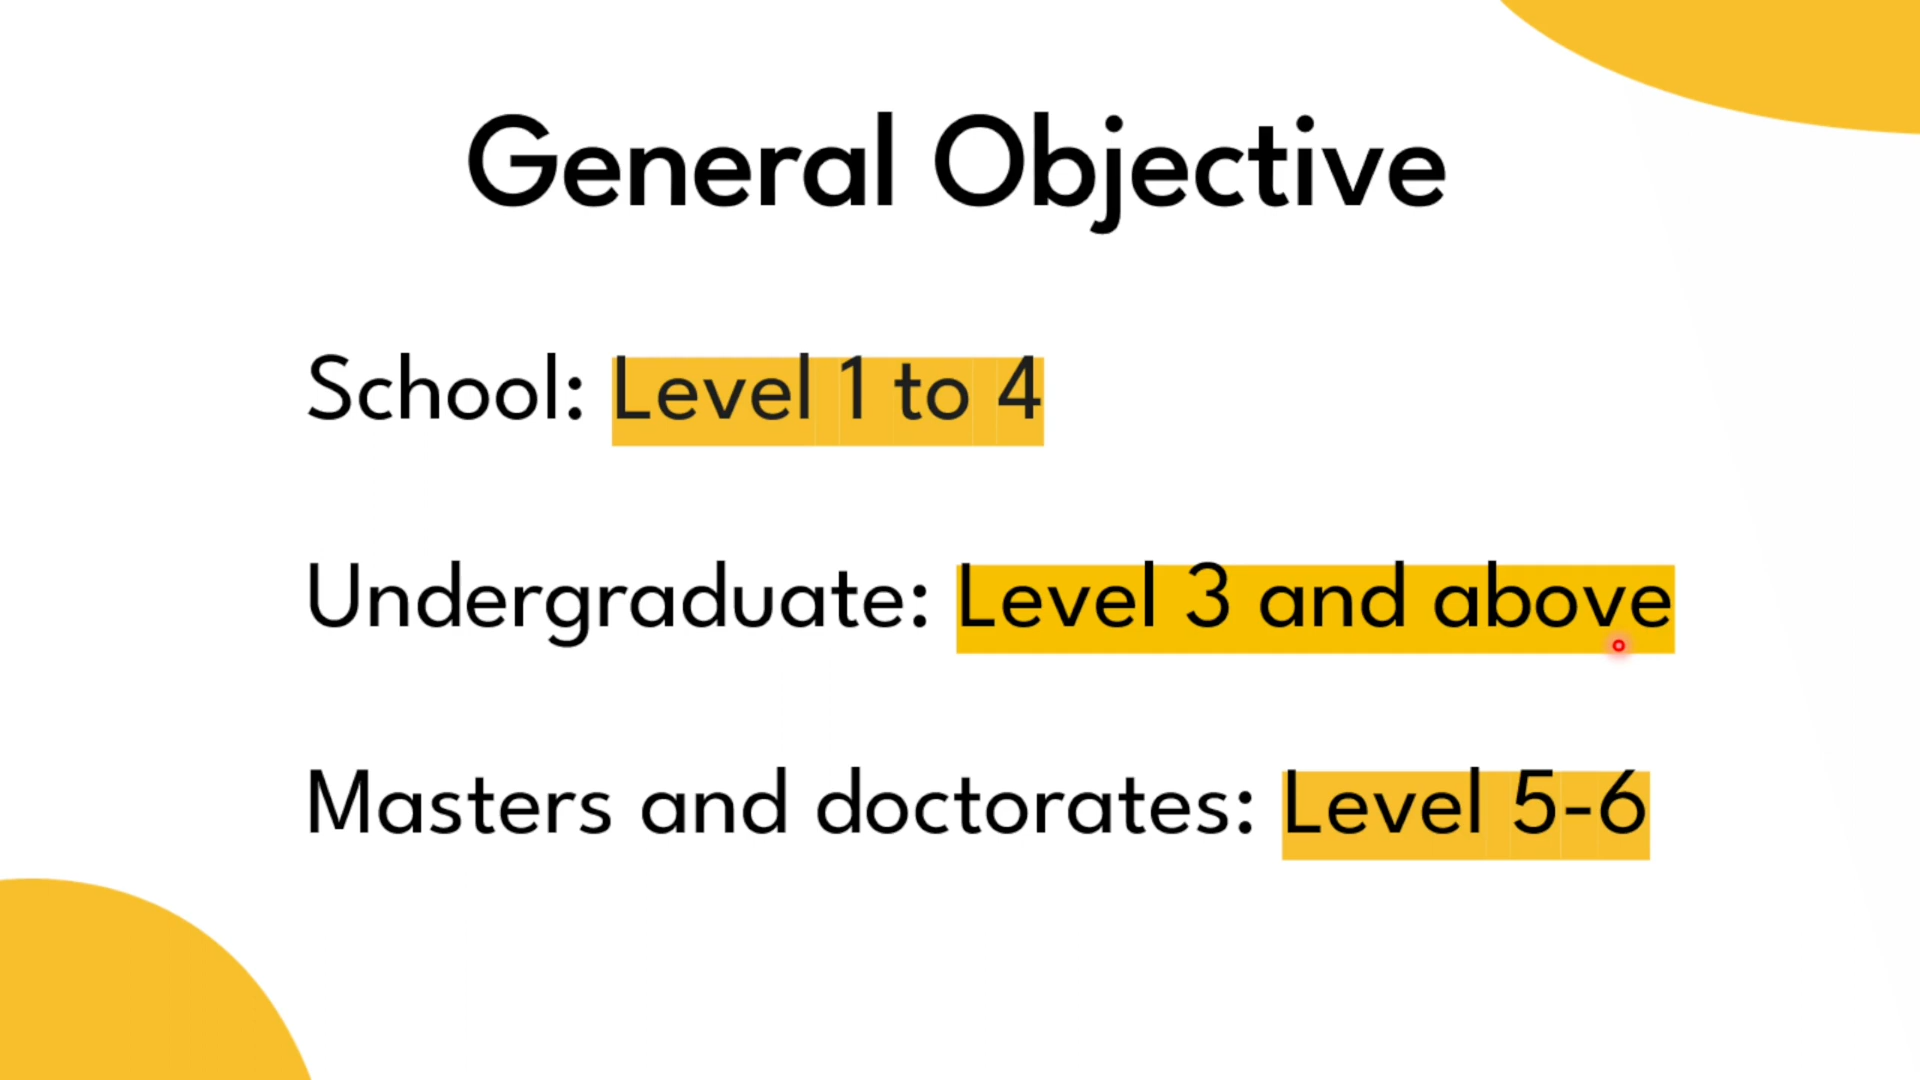 General Objective
School: Level 1 to 4
Undergraduate: Level 3 and above
Masters and doctorates: Level 5-6